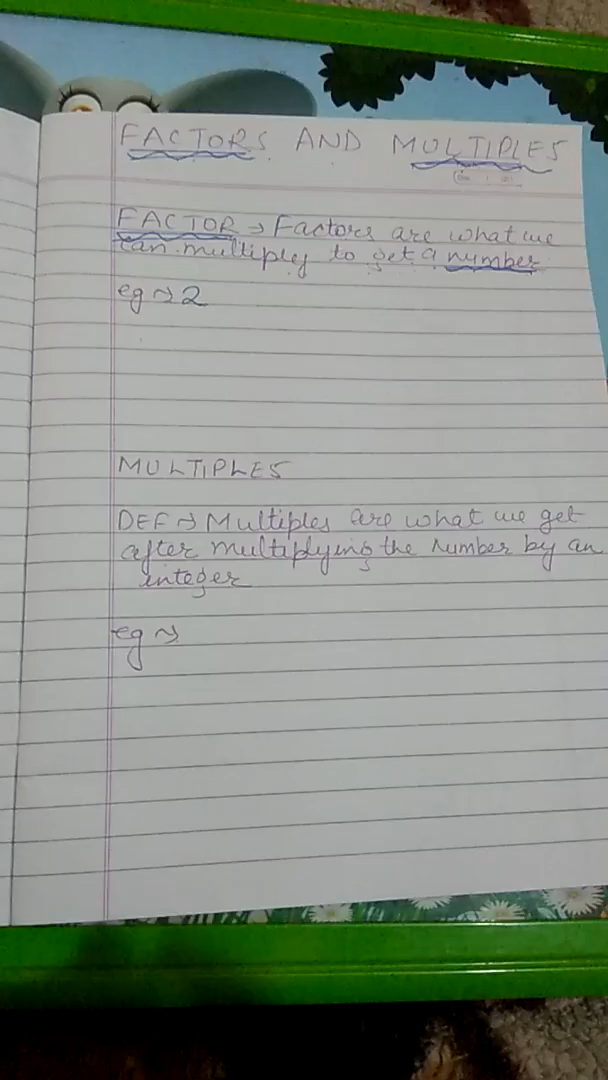 FACTORS AND MULTIPLES
FACTOR → Factors are what we
can multiply to get a number
eg → 2
MULTIPLES
DEF → Multiples are what we get
after multiplying the number by an
integer
eg →